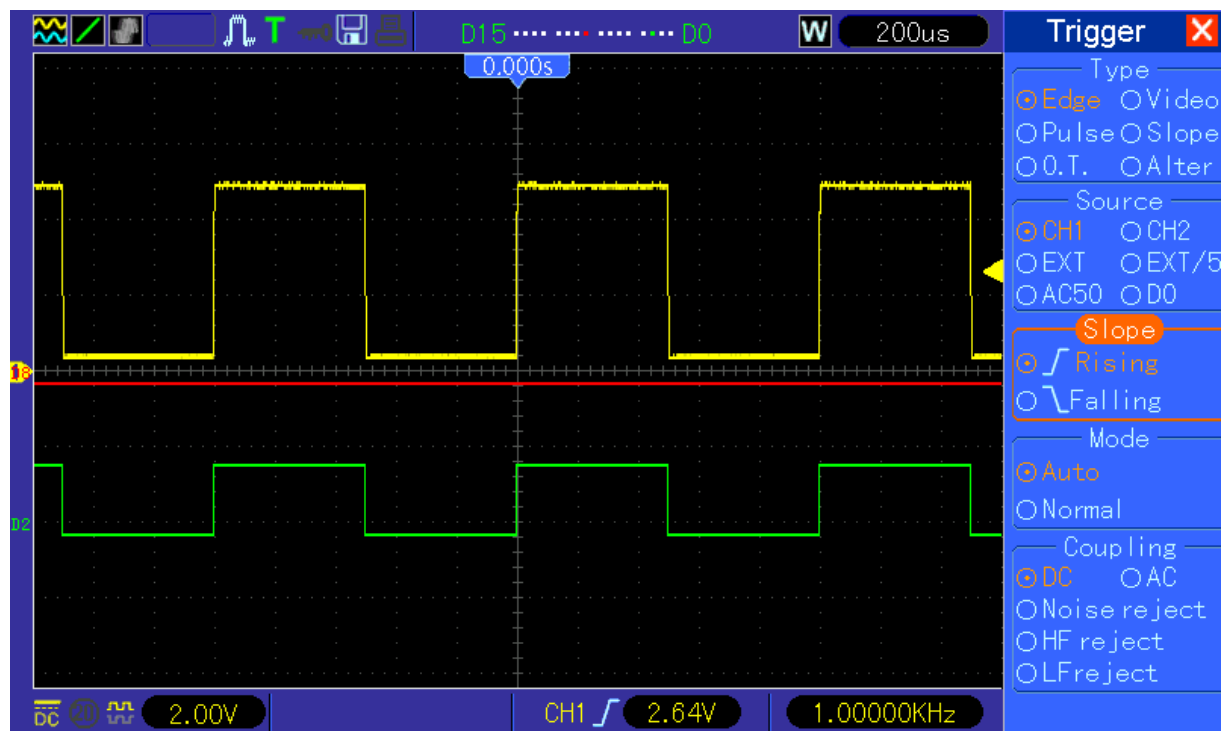 T D15 D0 W 200us
0.000s
Trigger X
Type
Edge Video
Pulse Slope
O.T. Alter
Source
CH1 CH2
EXT EXT/5
AC50 D0
Slope
Rising
Falling
Mode
Auto
Normal
Coupling
DC AC
Noise reject
HF reject
LFreject
D2
DC 20 2.00V CH1 2.64V 1.00000KHz